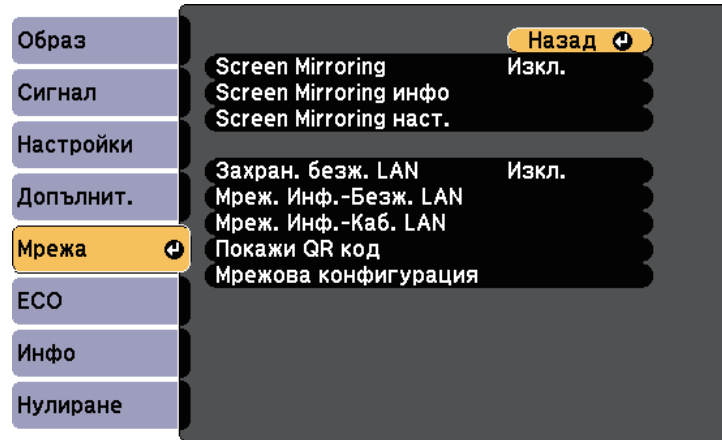 Образ
Сигнал
Настройки
Допълнит.
Мрежа
ECO
Инфо
Нулиране
Назад
Screen Mirroring Изкл.
Screen Mirroring инфо
Screen Mirroring наст.
Захран. безж. LAN Изкл.
Мреж. Инф.-Безж. LAN
Мреж. Инф.-Каб. LAN
Покажи QR код
Мрежова конфигурация